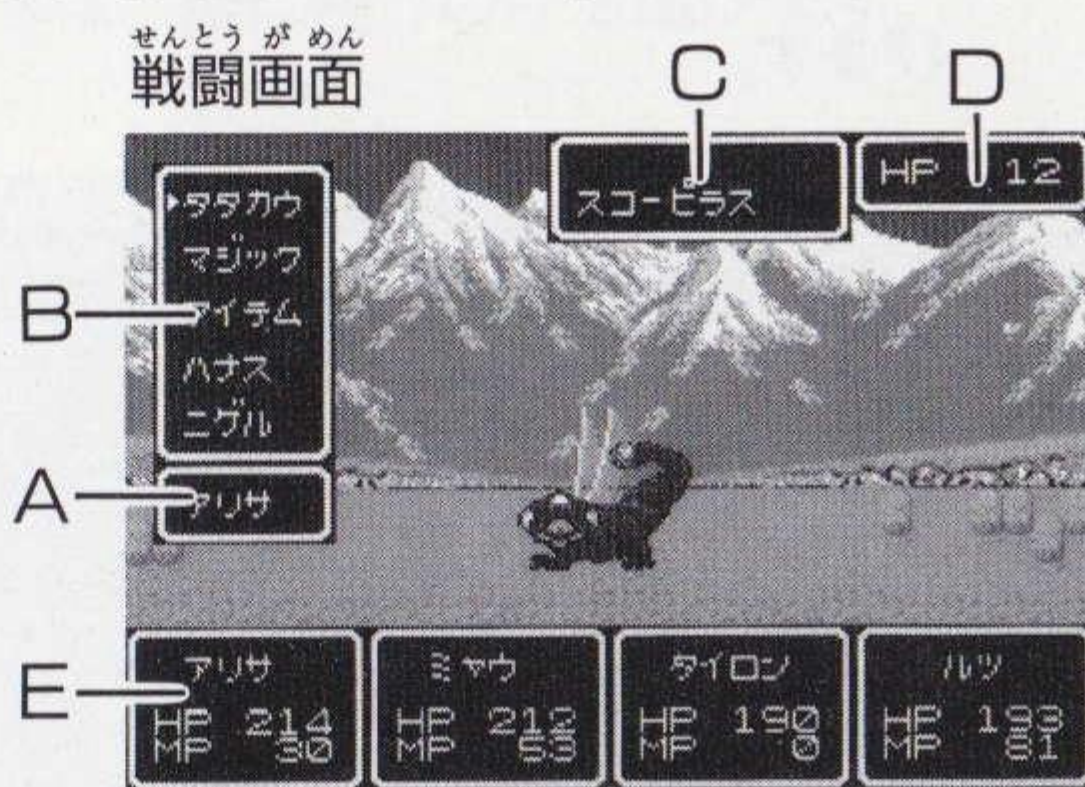 せんとうがめん
戦闘画面
C
D
スコーピラス
HP 12
▶タタカウ
マジック
アイテム
ハナス
ニゲル
B
A
アリサ
E
アリサ
HP 214
MP 30
ミャウ
HP 212
MP 53
タイロン
HP 190
MP 0
ルツ
HP 193
MP 81